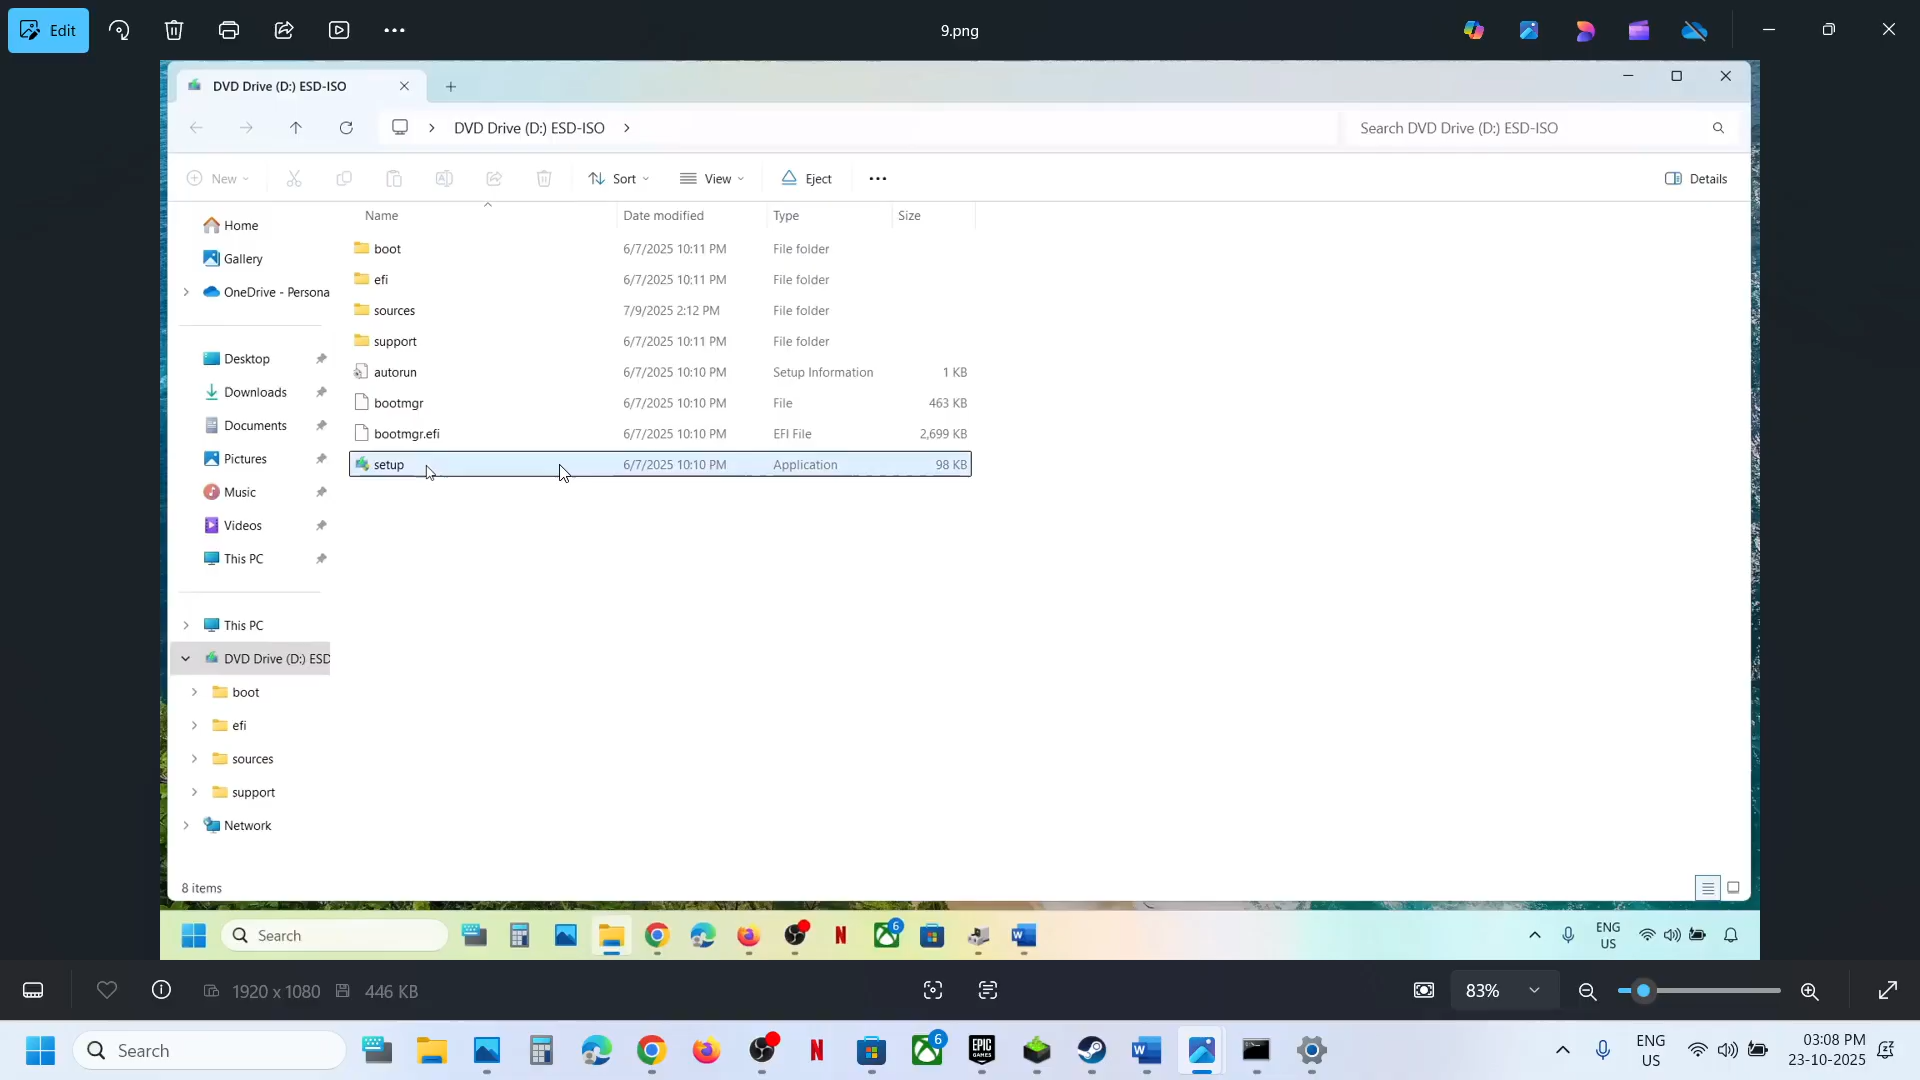 Edit
9.png
DVD Drive (D:) ESD-ISO
DVD Drive (D:) ESD-ISO
Search DVD Drive (D:) ESD-ISO
New
Sort
View
Eject
Details
Name Date modified Type Size
Home
Gallery
OneDrive - Persona
Desktop
Downloads
Documents
Pictures
Music
Videos
This PC
This PC
DVD Drive (D:) ESD
boot
efi
sources
support
Network
boot 6/7/2025 10:11 PM File folder
efi 6/7/2025 10:11 PM File folder
sources 7/9/2025 2:12 PM File folder
support 6/7/2025 10:11 PM File folder
autorun 6/7/2025 10:10 PM Setup Information 1 KB
bootmgr 6/7/2025 10:10 PM File 463 KB
bootmgr.efi 6/7/2025 10:10 PM EFI File 2,699 KB
setup 6/7/2025 10:10 PM Application 98 KB
8 items
Search
6
ENG
US
1920 x 1080 446 KB
83%
Search
6
EPIC
GAMES
ENG
US
03:08 PM
23-10-2025